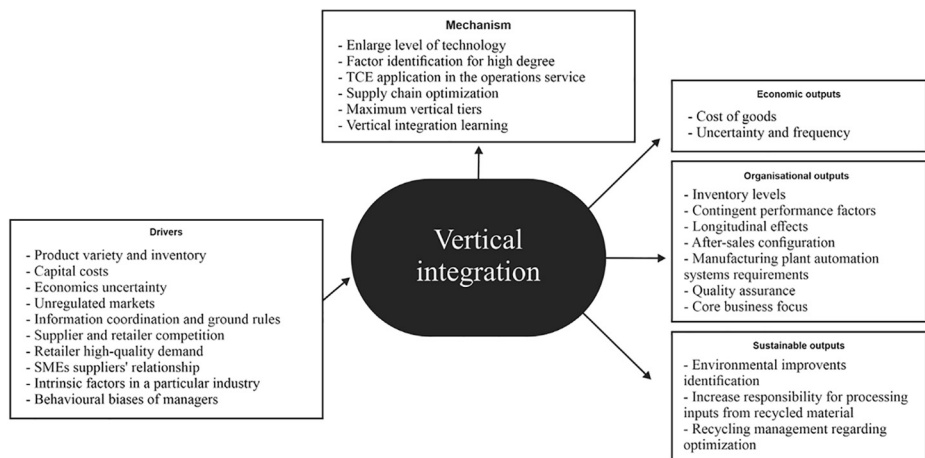 Mechanism
- Enlarge level of technology
- Factor identification for high degree
- TCE application in the operations service
- Supply chain optimization
- Maximum vertical tiers
- Vertical integration learning
Economic outputs
- Cost of goods
- Uncertainty and frequency
Organisational outputs
- Inventory levels
- Contingent performance factors
- Longitudinal effects
- After-sales configuration
- Manufacturing plant automation
systems requirements
- Quality assurance
- Core business focus
Vertical
integration
Drivers
- Product variety and inventory
- Capital costs
- Economics uncertainty
- Unregulated markets
- Information coordination and ground rules
- Supplier and retailer competition
- Retailer high-quality demand
- SMEs suppliers' relationship
- Intrinsic factors in a particular industry
- Behavioural biases of managers
Sustainable outputs
- Environmental improvents
identification
- Increase responsibility for processing
inputs from recycled material
- Recycling management regarding
optimization